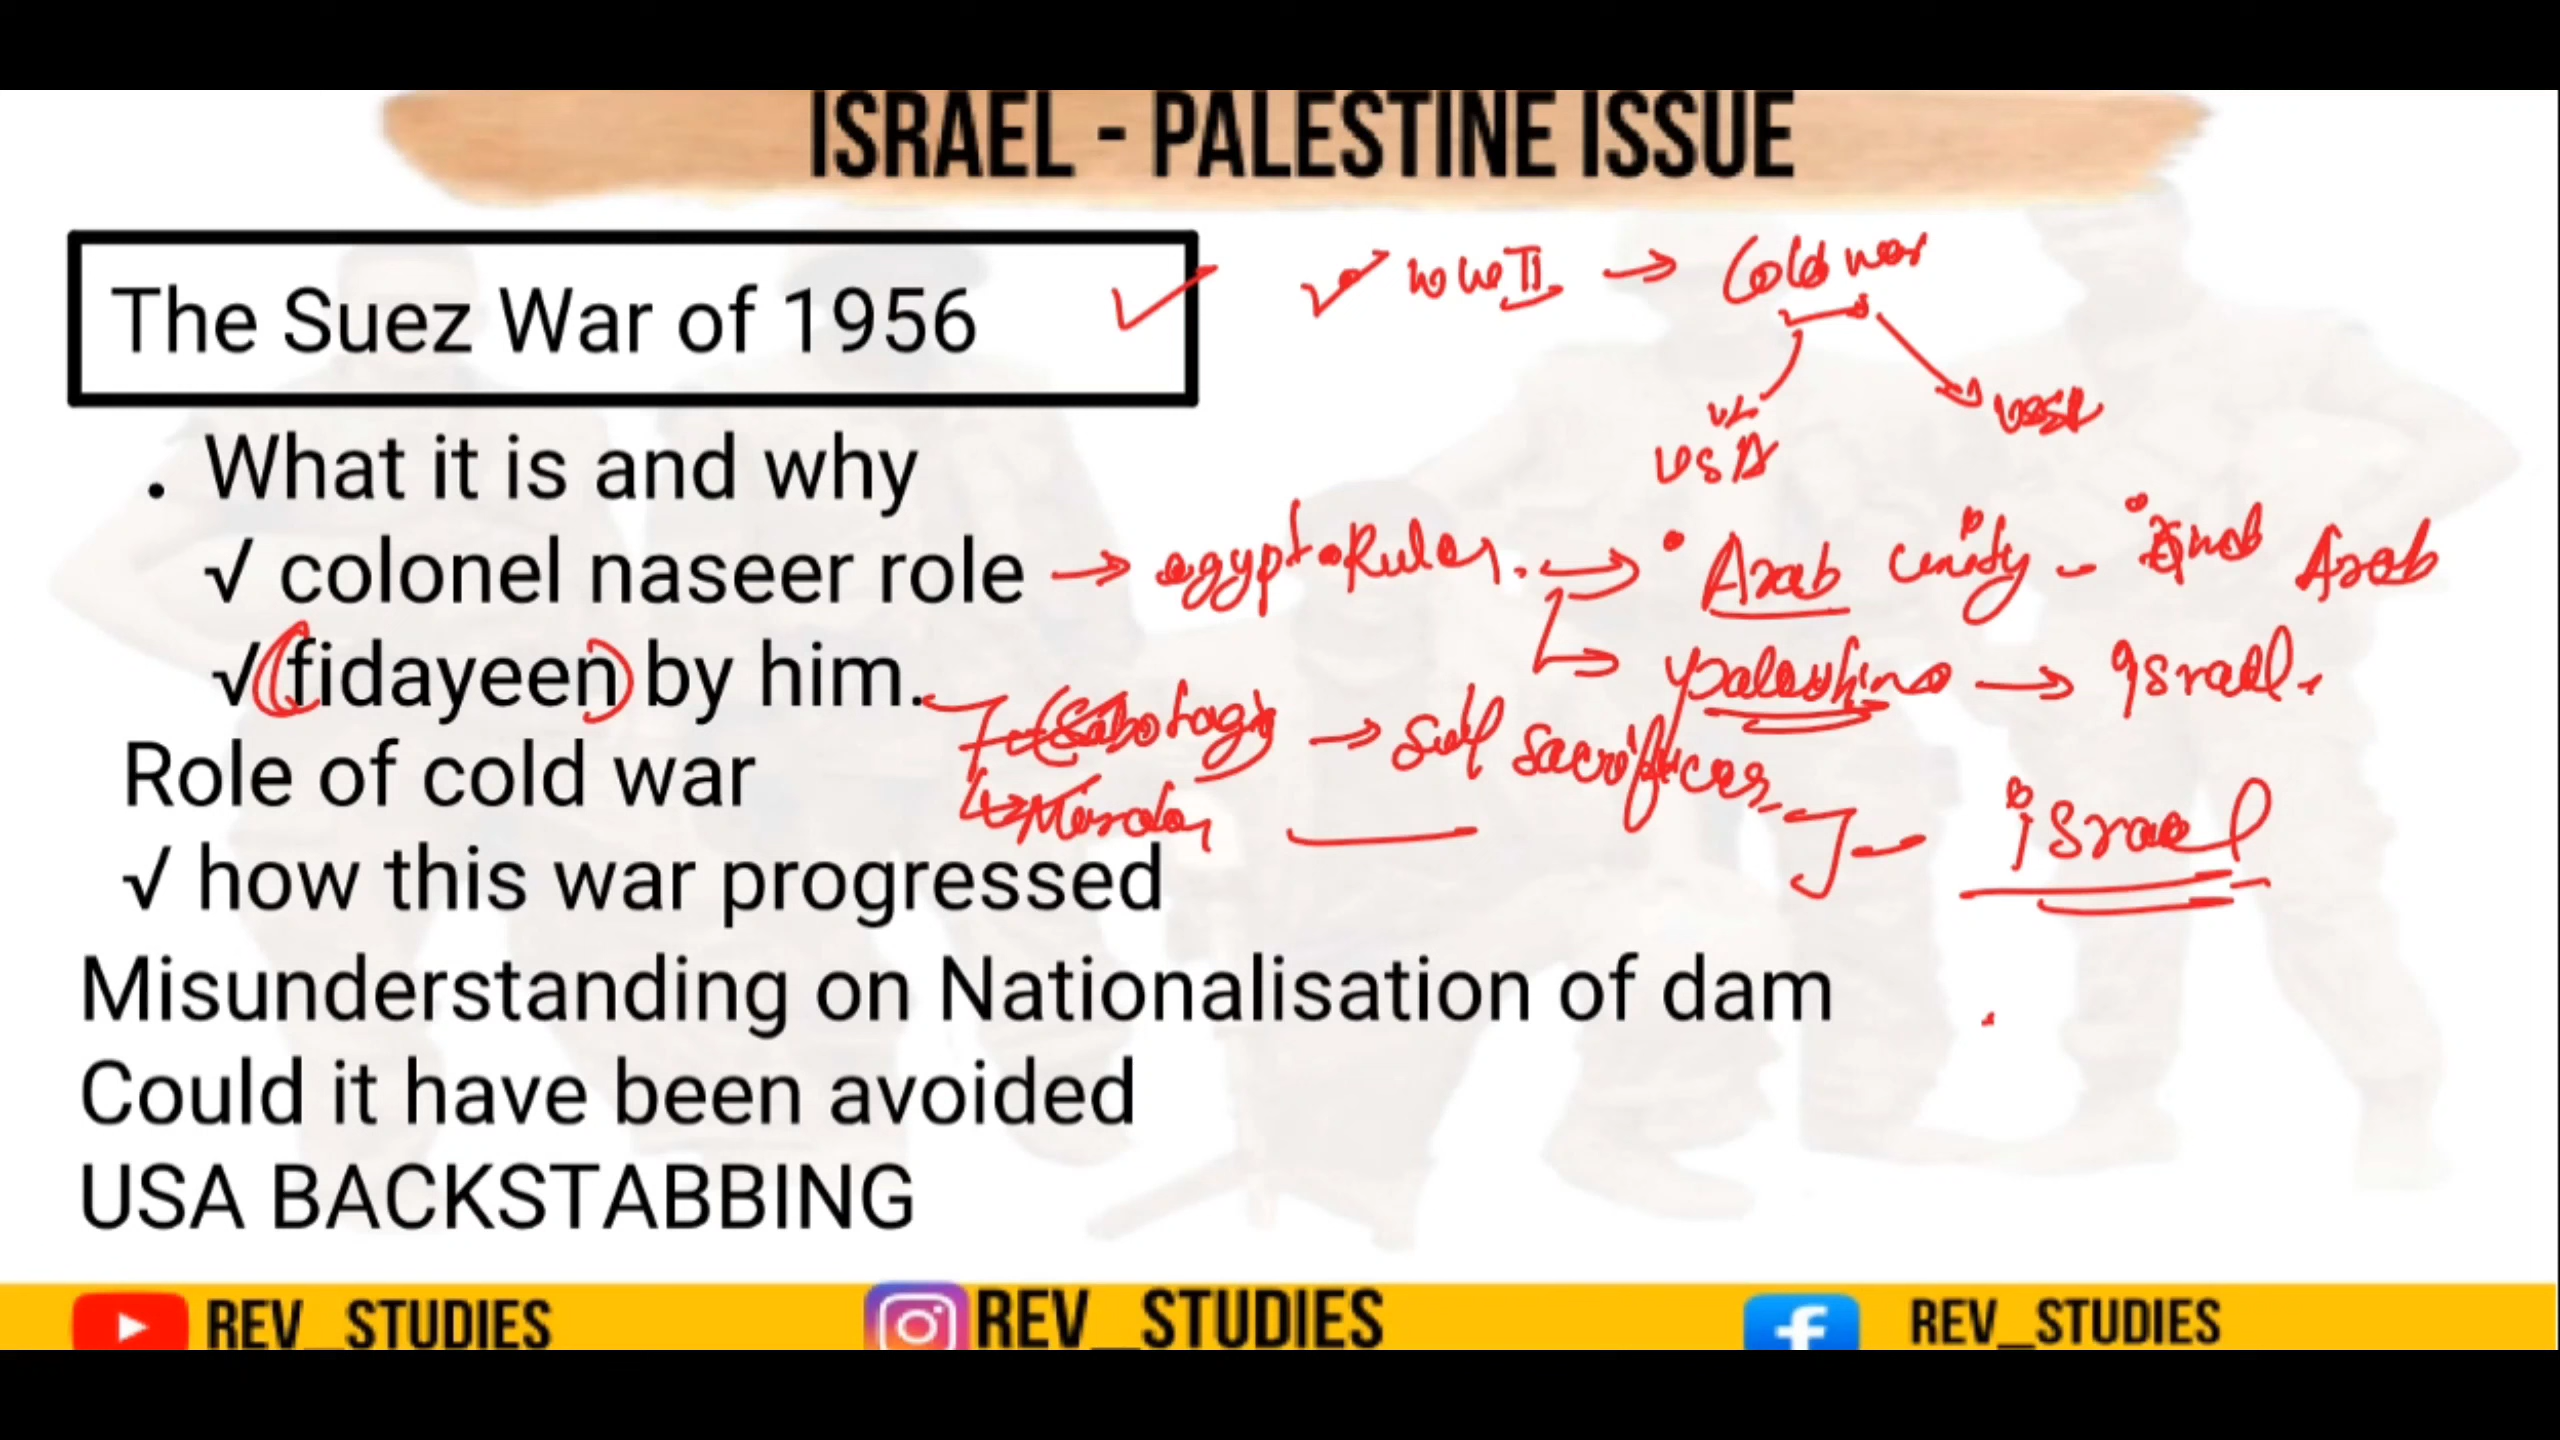 ISRAEL - PALESTINE ISSUE
The Suez War of 1956
WW II → Cold war
USA
USSR
. What it is and why
√ colonel naseer role → egypt Ruler. → Arab unity - Arab
√ fidayeen by him.
Palestine → Israel.
Sabotage → Self sacrifices
Murder
israel
Role of cold war
√ how this war progressed
Misunderstanding on Nationalisation of dam
Could it have been avoided
USA BACKSTABBING
REV_STUDIES REV_STUDIES REV_STUDIES